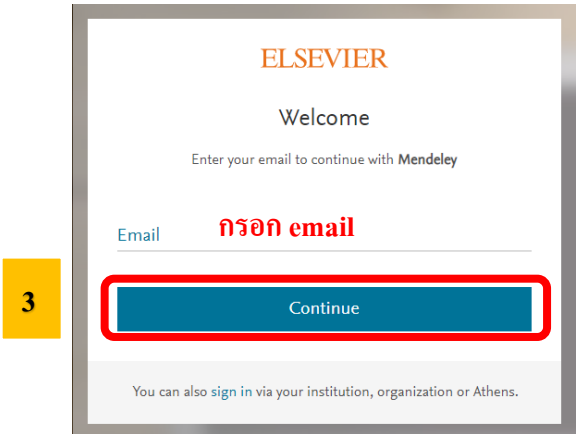 ELSEVIER
Welcome
Enter your email to continue with Mendeley
Email กรอก email
3
Continue
You can also sign in via your institution, organization or Athens.